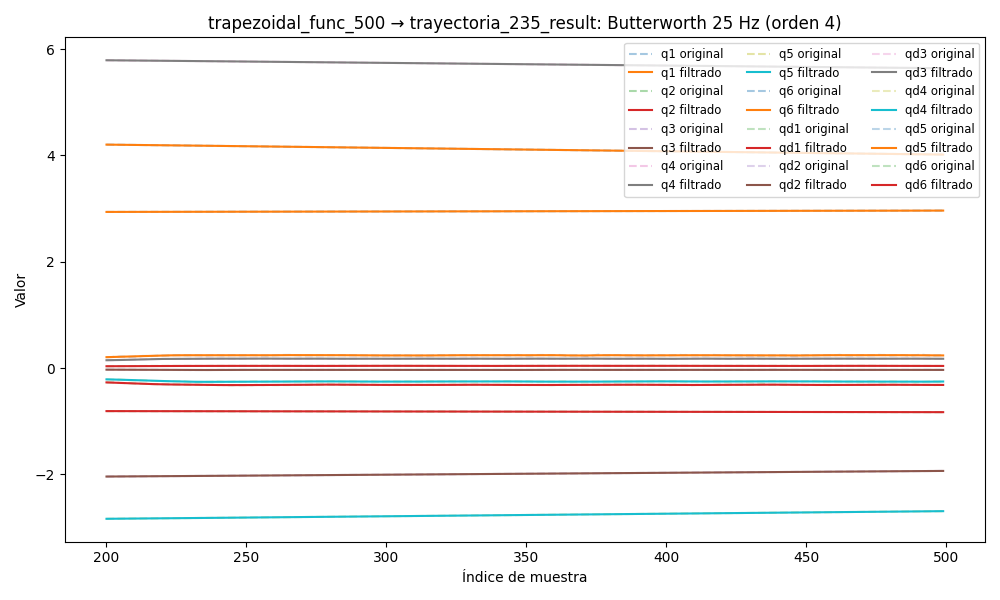 trapezoidal_func_500 → trayectoria_235_result: Butterworth 25 Hz (orden 4)
q1 original q5 original qd3 original
q1 filtrado q5 filtrado qd3 filtrado
q2 original q6 original qd4 original
q2 filtrado q6 filtrado qd4 filtrado
q3 original qd1 original qd5 original
q3 filtrado qd1 filtrado qd5 filtrado
q4 original qd2 original qd6 original
q4 filtrado qd2 filtrado qd6 filtrado
6
4
2
0
−2
Valor
200 250 300 350 400 450 500
Índice de muestra